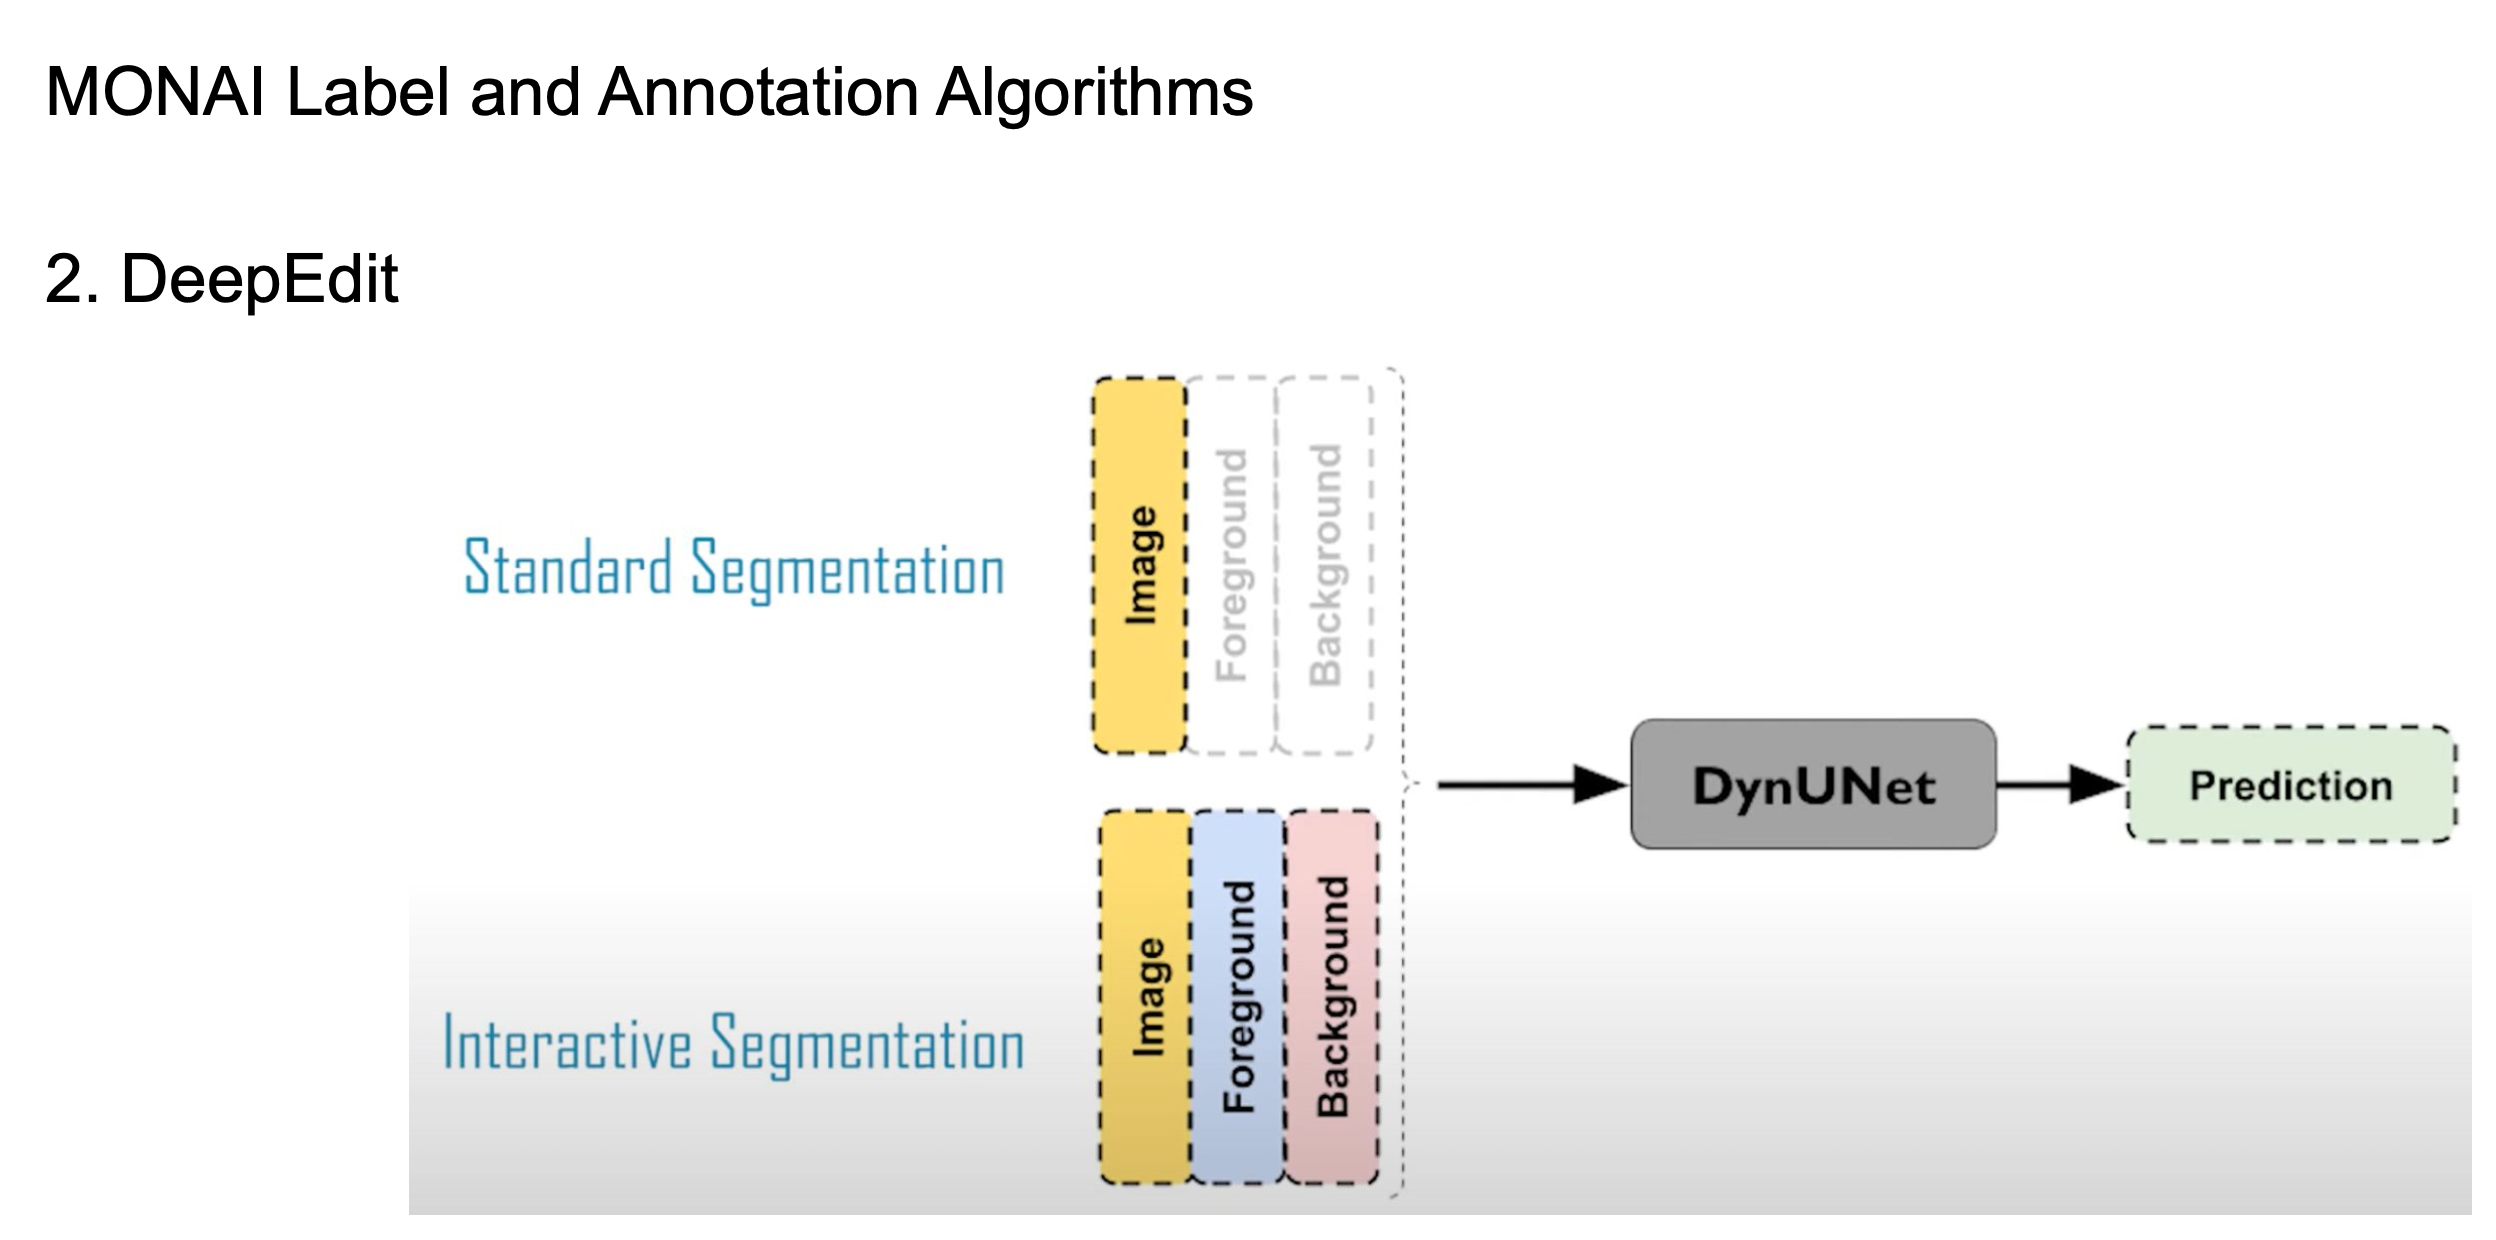 MONAI Label and Annotation Algorithms
2. DeepEdit
Standard Segmentation
Image
Foreground
Background
Interactive Segmentation
Image
Foreground
Background
DynUNet
Prediction